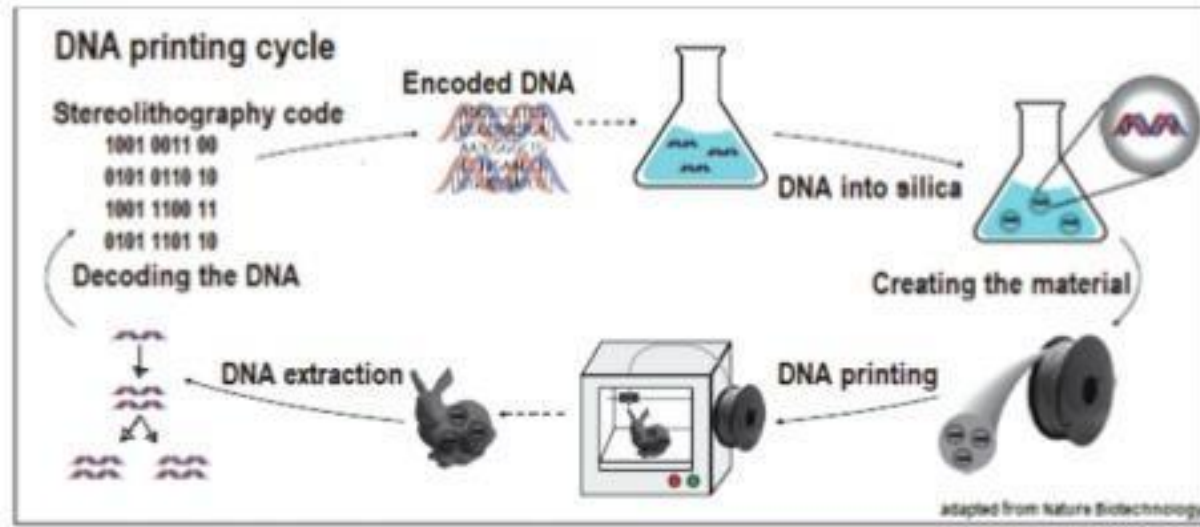 DNA printing cycle
Stereolithography code
1001 0011 00
0101 0110 10
1001 1100 11
0101 1101 10
Decoding the DNA
Encoded DNA
DNA into silica
Creating the material
DNA printing
DNA extraction
adapted from Nature Biotechnology